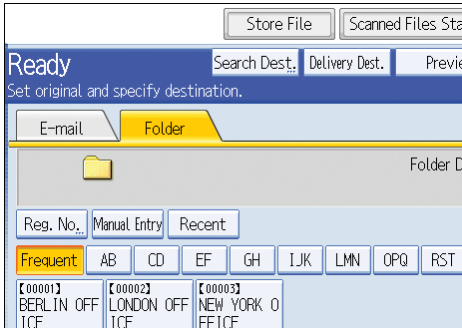 Store File Scanned Files Sta
Ready Search Dest. Delivery Dest. Previe
Set original and specify destination.
E-mail Folder
Folder D
Reg. No. Manual Entry Recent
Frequent AB CD EF GH IJK LMN OPQ RST
【00001】 【00002】 【00003】
BERLIN OFF LONDON OFF NEW YORK O
ICE ICE FFICE